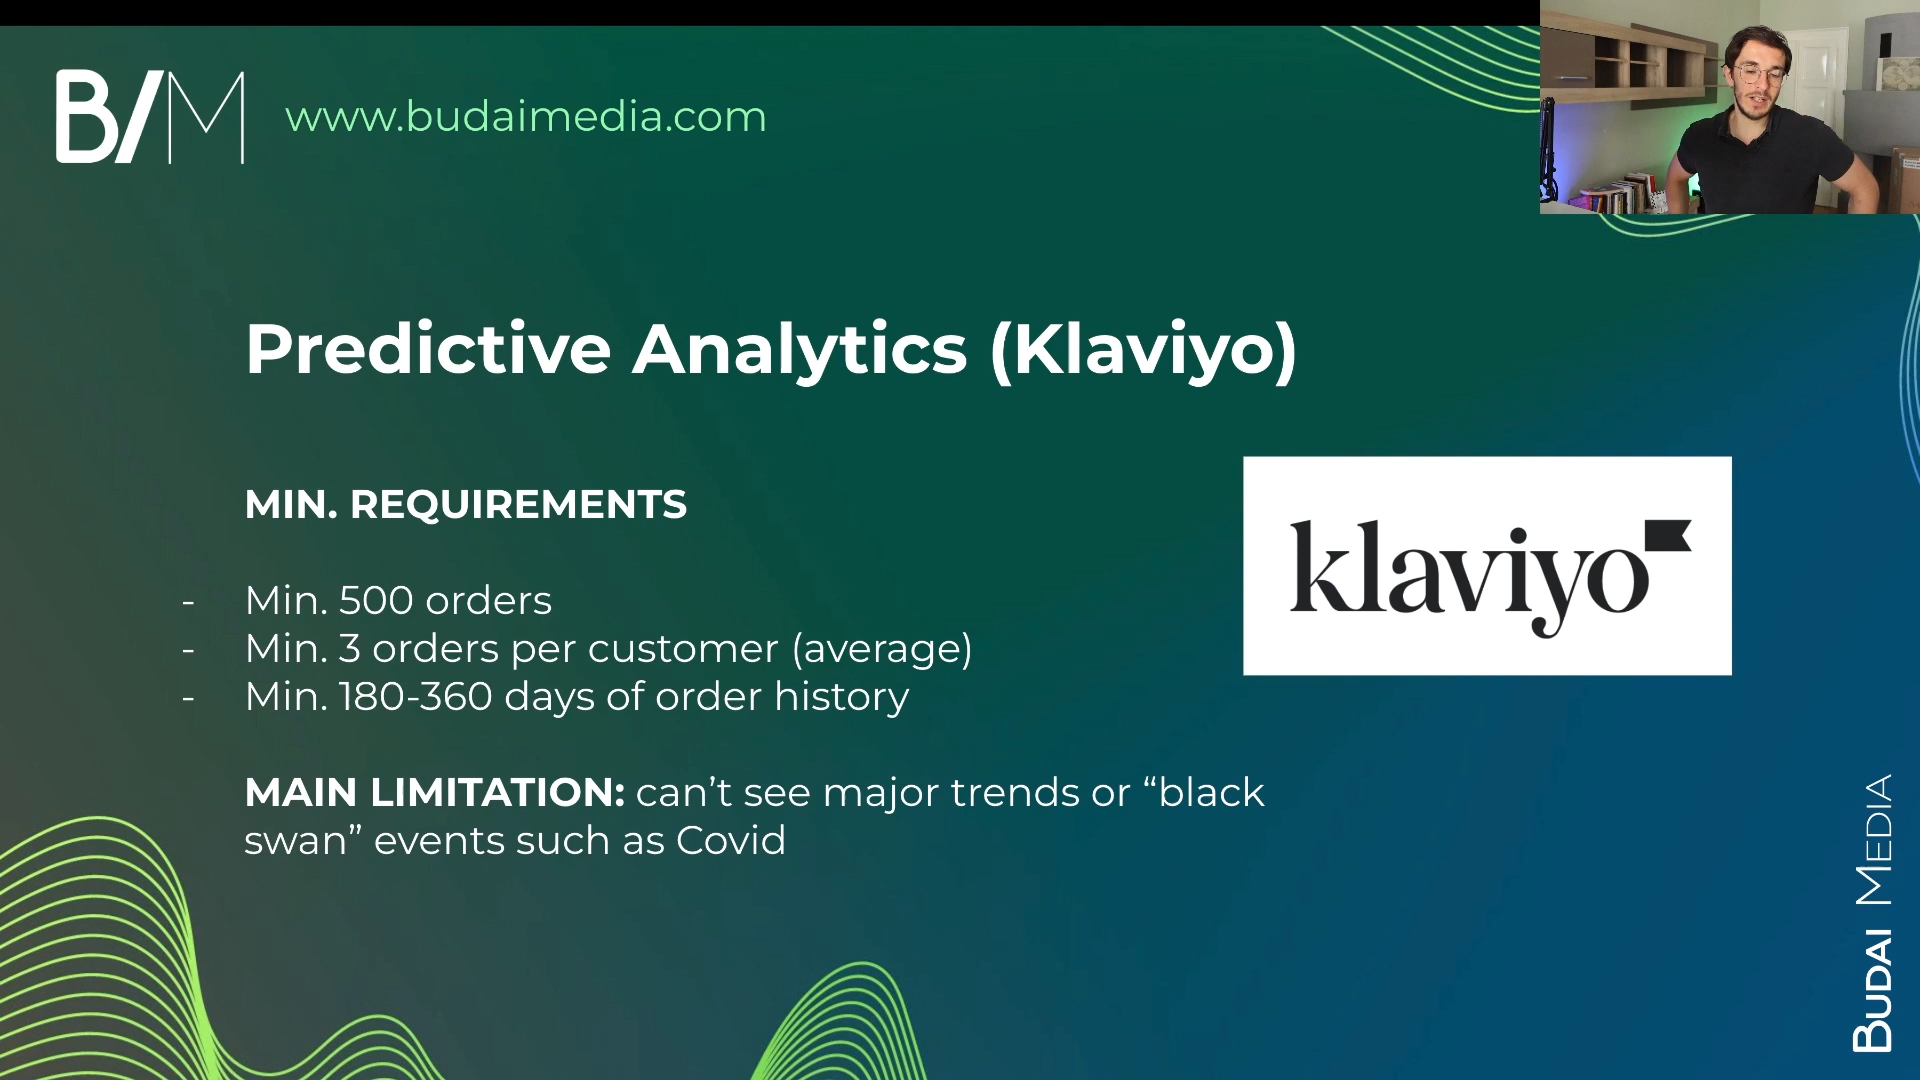 B/M
www.budaimedia.com
Predictive Analytics (Klaviyo)
MIN. REQUIREMENTS
- Min. 500 orders
- Min. 3 orders per customer (average)
- Min. 180-360 days of order history
MAIN LIMITATION: can’t see major trends or “black
swan” events such as Covid
klaviyo
BUDAI MEDIA